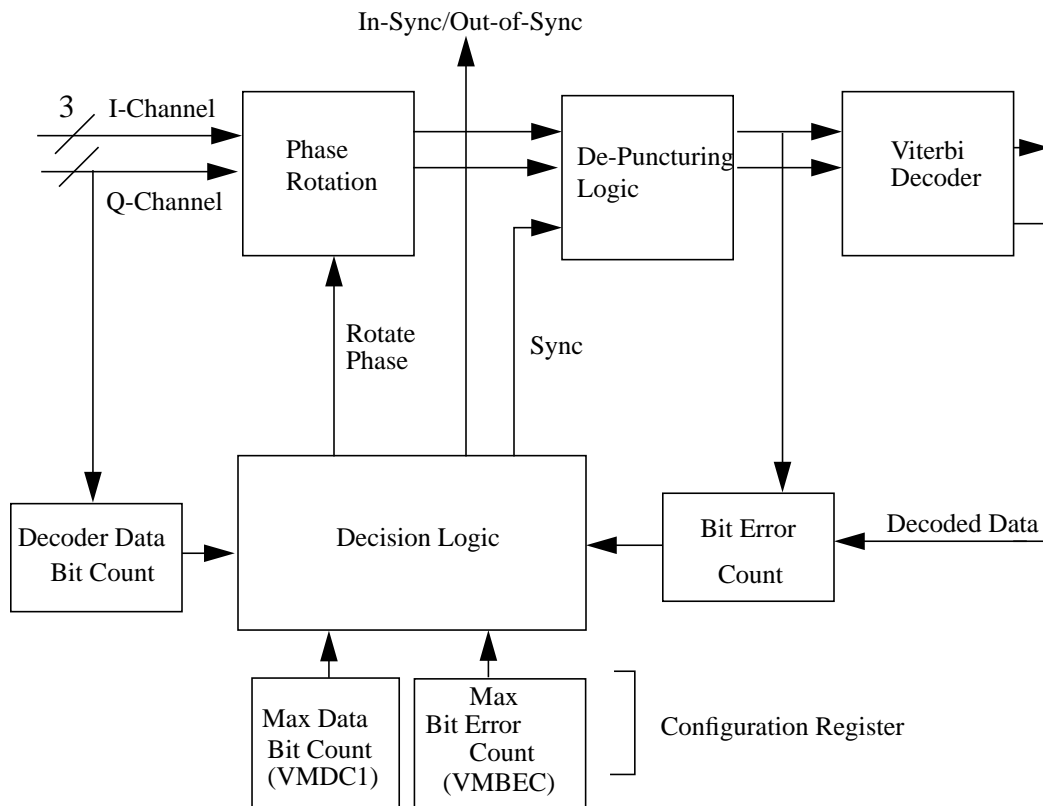 In-Sync/Out-of-Sync
3
I-Channel
Q-Channel
Phase
Rotation
De-Puncturing
Logic
Viterbi
Decoder
Rotate
Phase
Sync
Decoder Data
Bit Count
Decision Logic
Bit Error
Count
Decoded Data
Max Data
Bit Count
(VMDC1)
Max
Bit Error
Count
(VMBEC)
Configuration Register